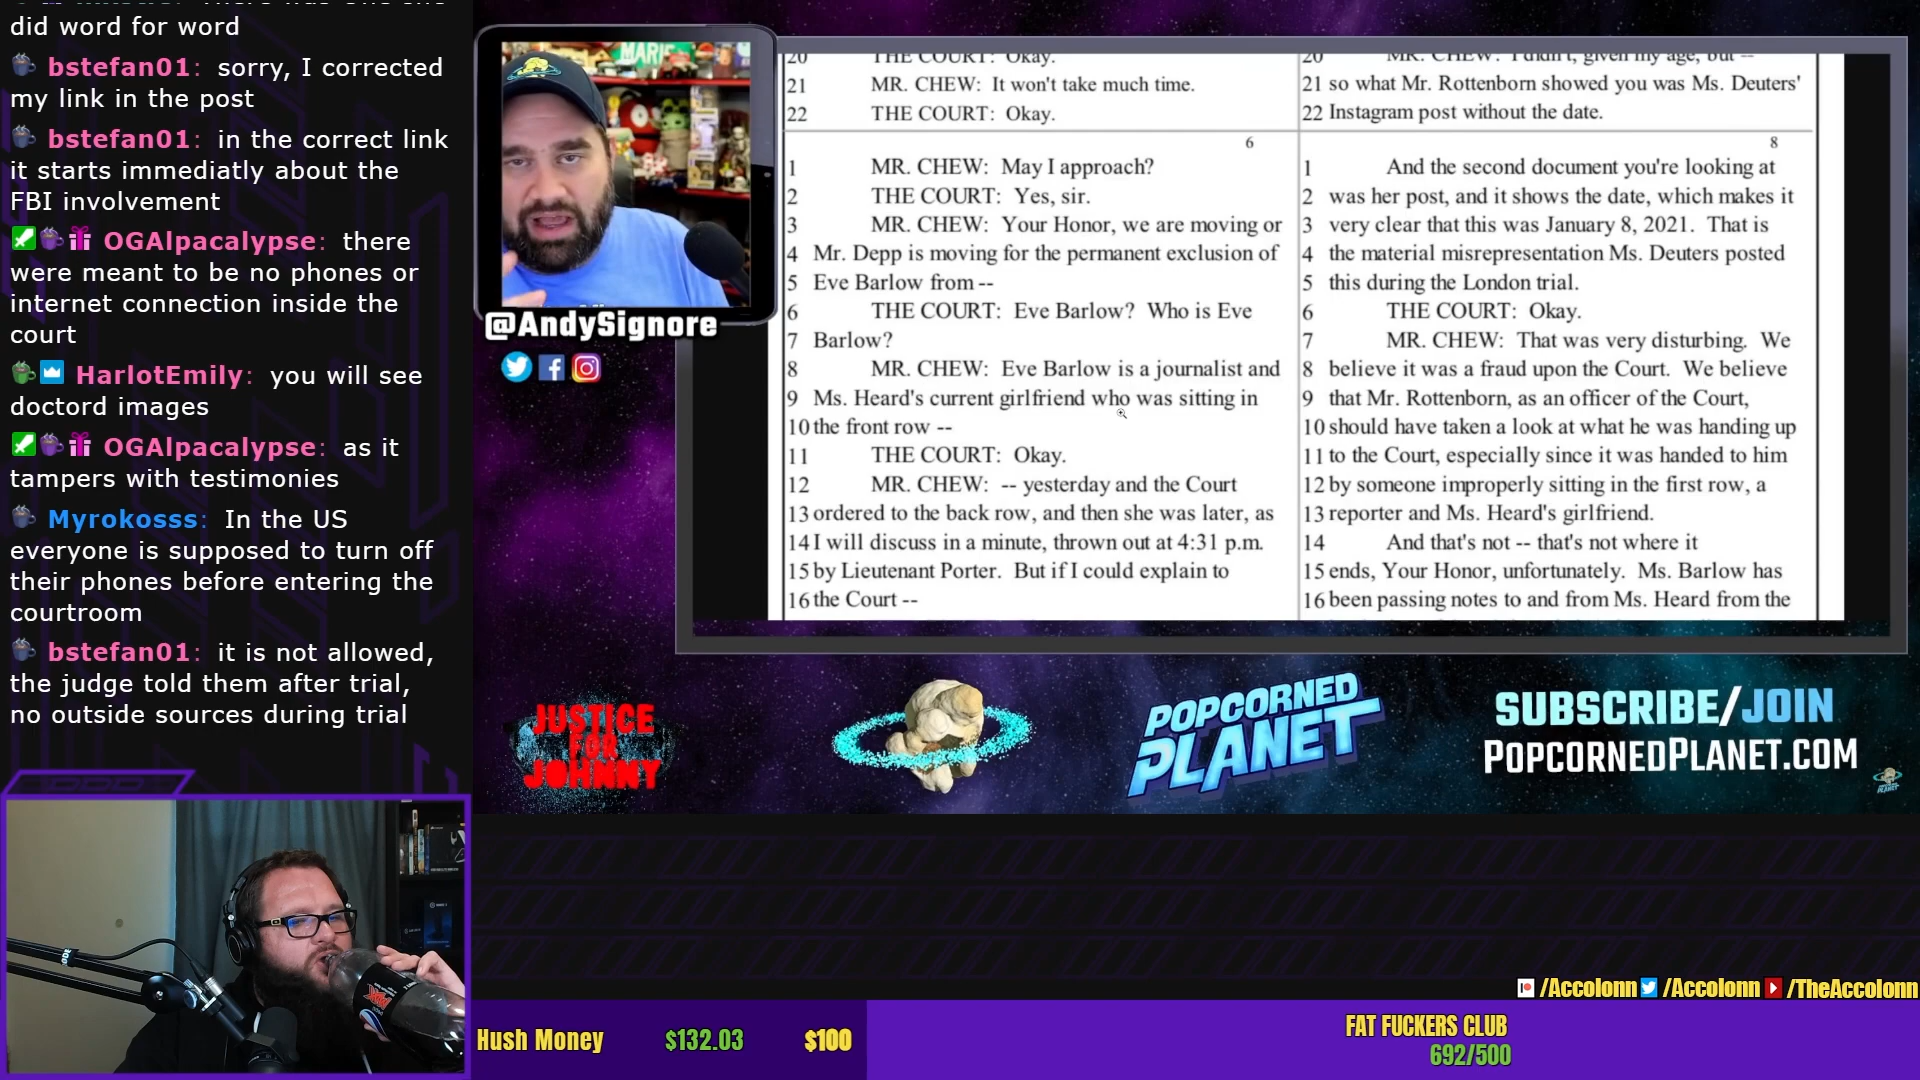 did word for word
bstefan01: sorry, I corrected
my link in the post
bstefan01: in the correct link
it starts immediatly about the
FBI involvement
OGAlpacalypse: there
were meant to be no phones or
internet connection inside the
court
HarlotEmily: you will see
doctord images
OGAlpacalypse: as it
tampers with testimonies
Myrokosss: In the US
everyone is supposed to turn off
their phones before entering the
courtroom
bstefan01: it is not allowed,
the judge told them after trial,
no outside sources during trial
MARIE
@AndySignore
20 THE COURT: Okay.
21 MR. CHEW: It won't take much time.
22 THE COURT: Okay.
6
1 MR. CHEW: May I approach?
2 THE COURT: Yes, sir.
3 MR. CHEW: Your Honor, we are moving or
4 Mr. Depp is moving for the permanent exclusion of
5 Eve Barlow from --
6 THE COURT: Eve Barlow? Who is Eve
7 Barlow?
8 MR. CHEW: Eve Barlow is a journalist and
9 Ms. Heard's current girlfriend who was sitting in
10 the front row --
11 THE COURT: Okay.
12 MR. CHEW: -- yesterday and the Court
13 ordered to the back row, and then she was later, as
14 I will discuss in a minute, thrown out at 4:31 p.m.
15 by Lieutenant Porter. But if I could explain to
16 the Court --
20 MR. CHEW: I didn't, given my age, but --
21 so what Mr. Rottenborn showed you was Ms. Deuters'
22 Instagram post without the date.
8
1 And the second document you're looking at
2 was her post, and it shows the date, which makes it
3 very clear that this was January 8, 2021. That is
4 the material misrepresentation Ms. Deuters posted
5 this during the London trial.
6 THE COURT: Okay.
7 MR. CHEW: That was very disturbing. We
8 believe it was a fraud upon the Court. We believe
9 that Mr. Rottenborn, as an officer of the Court,
10 should have taken a look at what he was handing up
11 to the Court, especially since it was handed to him
12 by someone improperly sitting in the first row, a
13 reporter and Ms. Heard's girlfriend.
14 And that's not -- that's not where it
15 ends, Your Honor, unfortunately. Ms. Barlow has
16 been passing notes to and from Ms. Heard from the
JUSTICE
FOR
JOHNNY
POPCORNED
PLANET
SUBSCRIBE/JOIN
POPCORNEDPLANET.COM
/Accolonn /Accolonn /TheAccolonn
Hush Money $132.03 $100
FAT FUCKERS CLUB
692/500